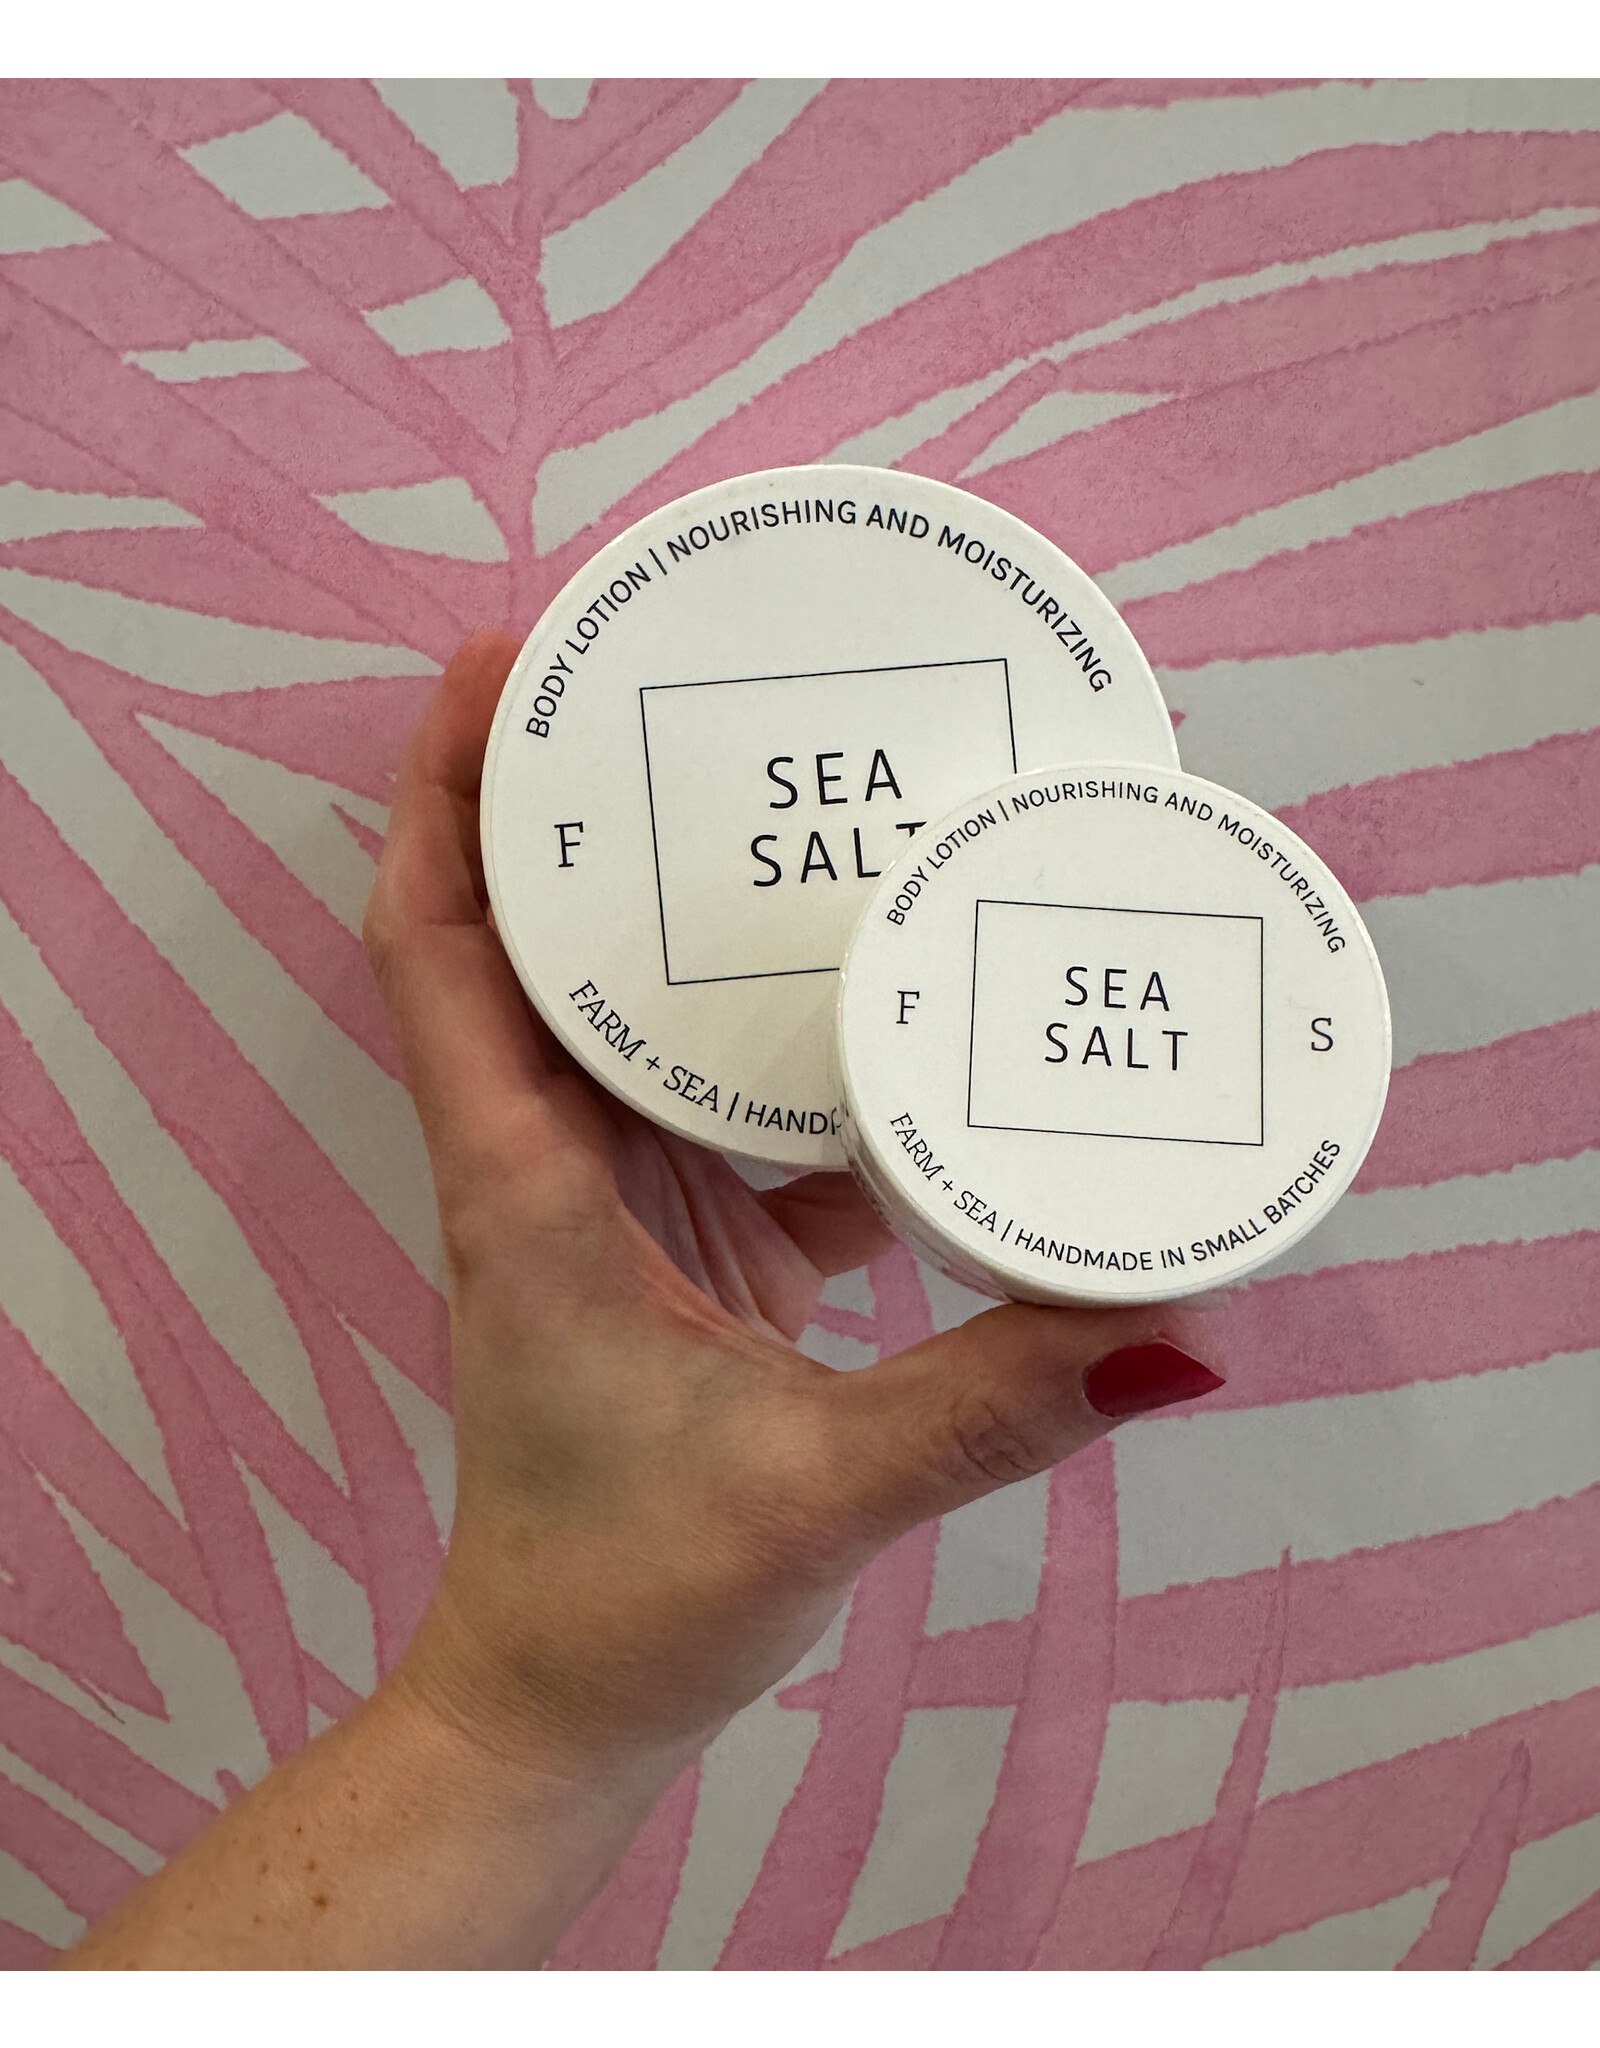 BODY LOTION | NOURISHING AND MOISTURIZING
SEA
SALT
F
FARM + SEA |
BODY LOTION | NOURISHING AND MOISTURIZING
SEA
SALT
F
S
FARM + SEA | HANDMADE IN SMALL BATCHES